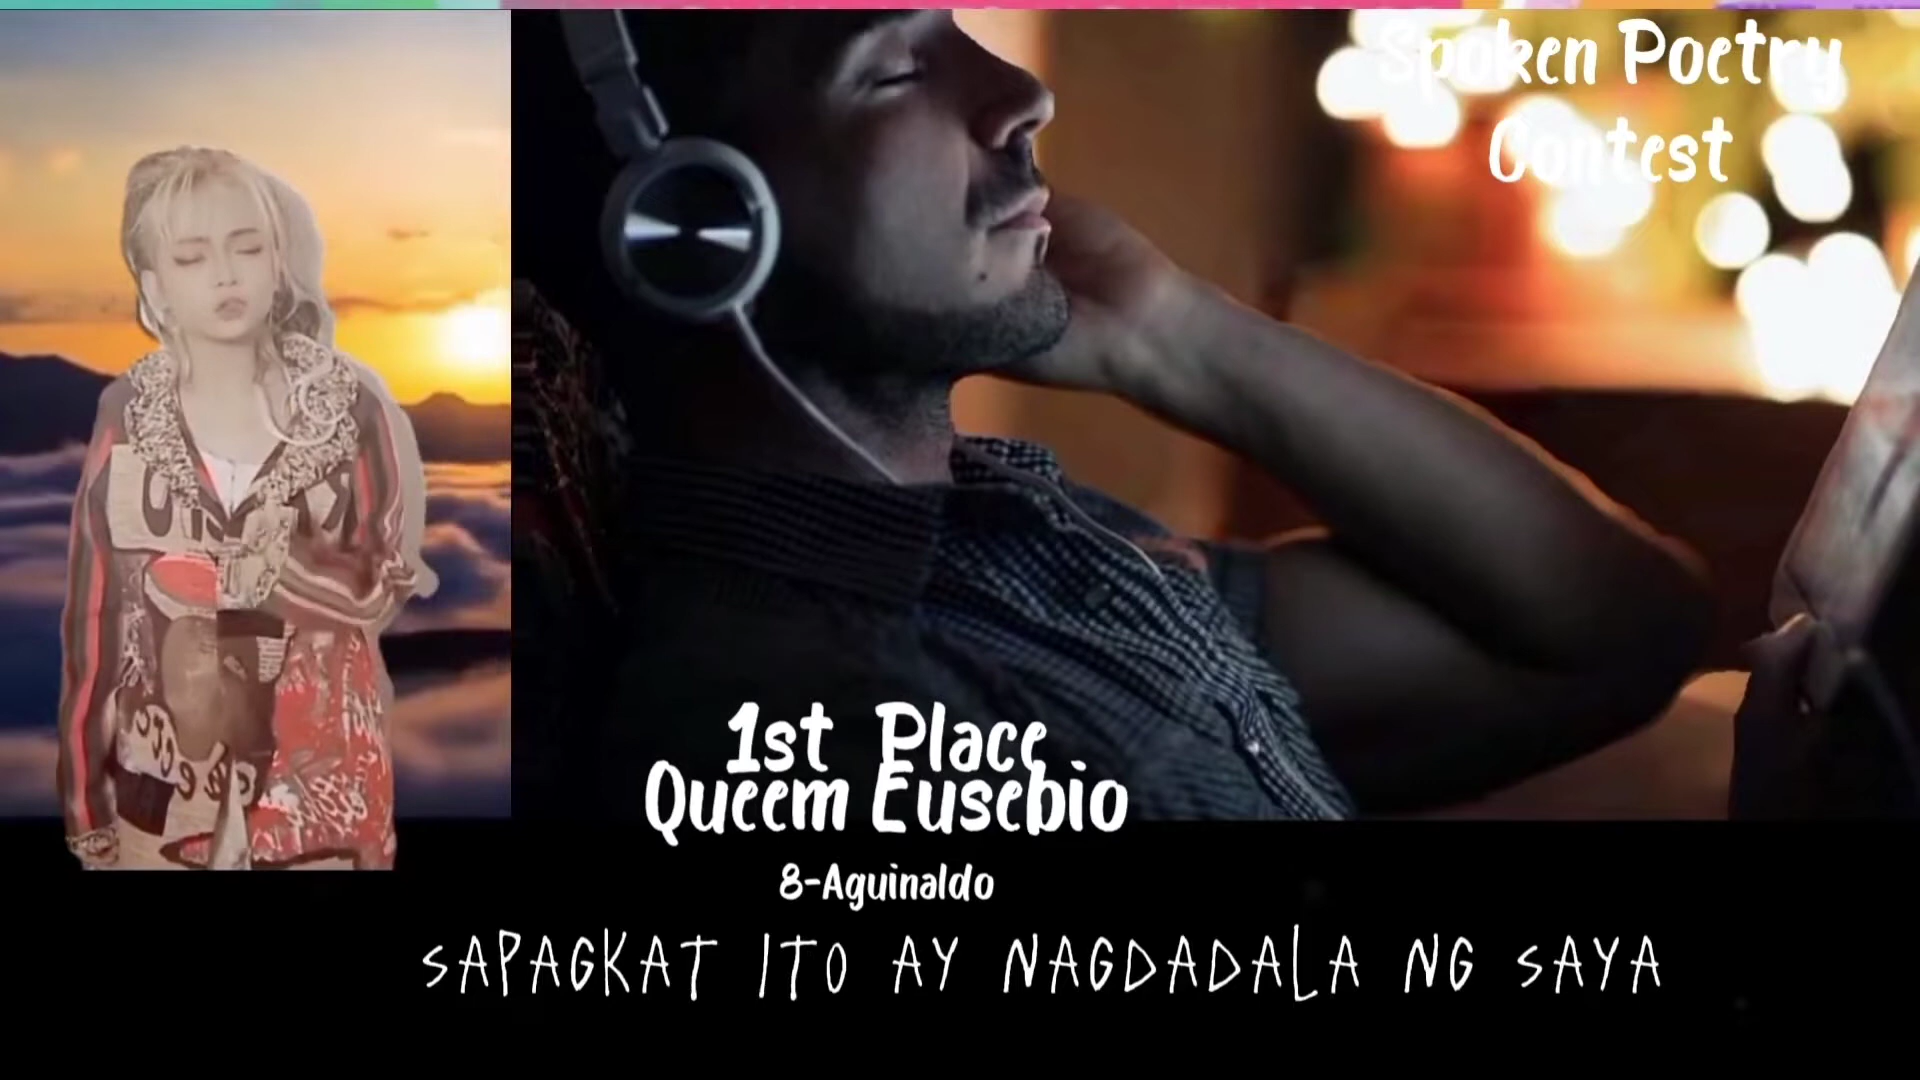 Spoken Poetry
Contest
1st Place
Queem Eusebio
8-Aguinaldo
SAPAGKAT ITO AY NAGDADALA NG SAYA